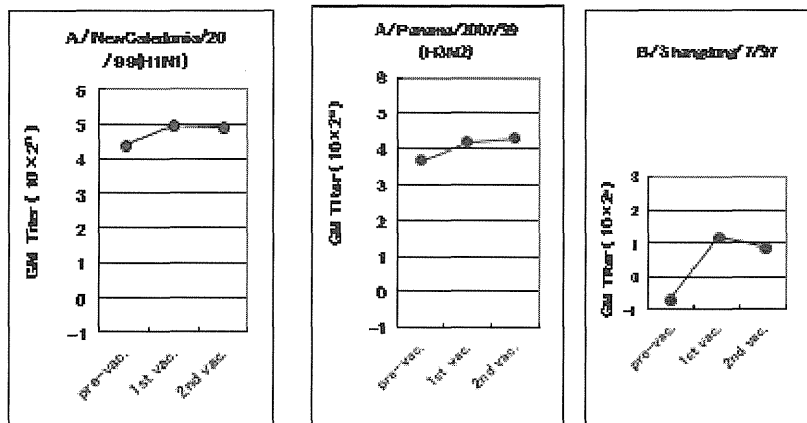 A/NewCaledonia/20
/99(H1N1)
GM Titer ( 10×2ⁿ)
6
5
4
3
2
1
0
-1
pre-vac.
1st vac.
2nd vac.
A/Panama/2007/99
(H3N2)
GM Titer ( 10×2ⁿ)
6
5
4
3
2
1
0
-1
pre-vac.
1st vac.
2nd vac.
B/Shangdong/7/97
GM Titer ( 10×2ⁿ)
3
2
1
0
-1
pre-vac.
1st vac.
2nd vac.